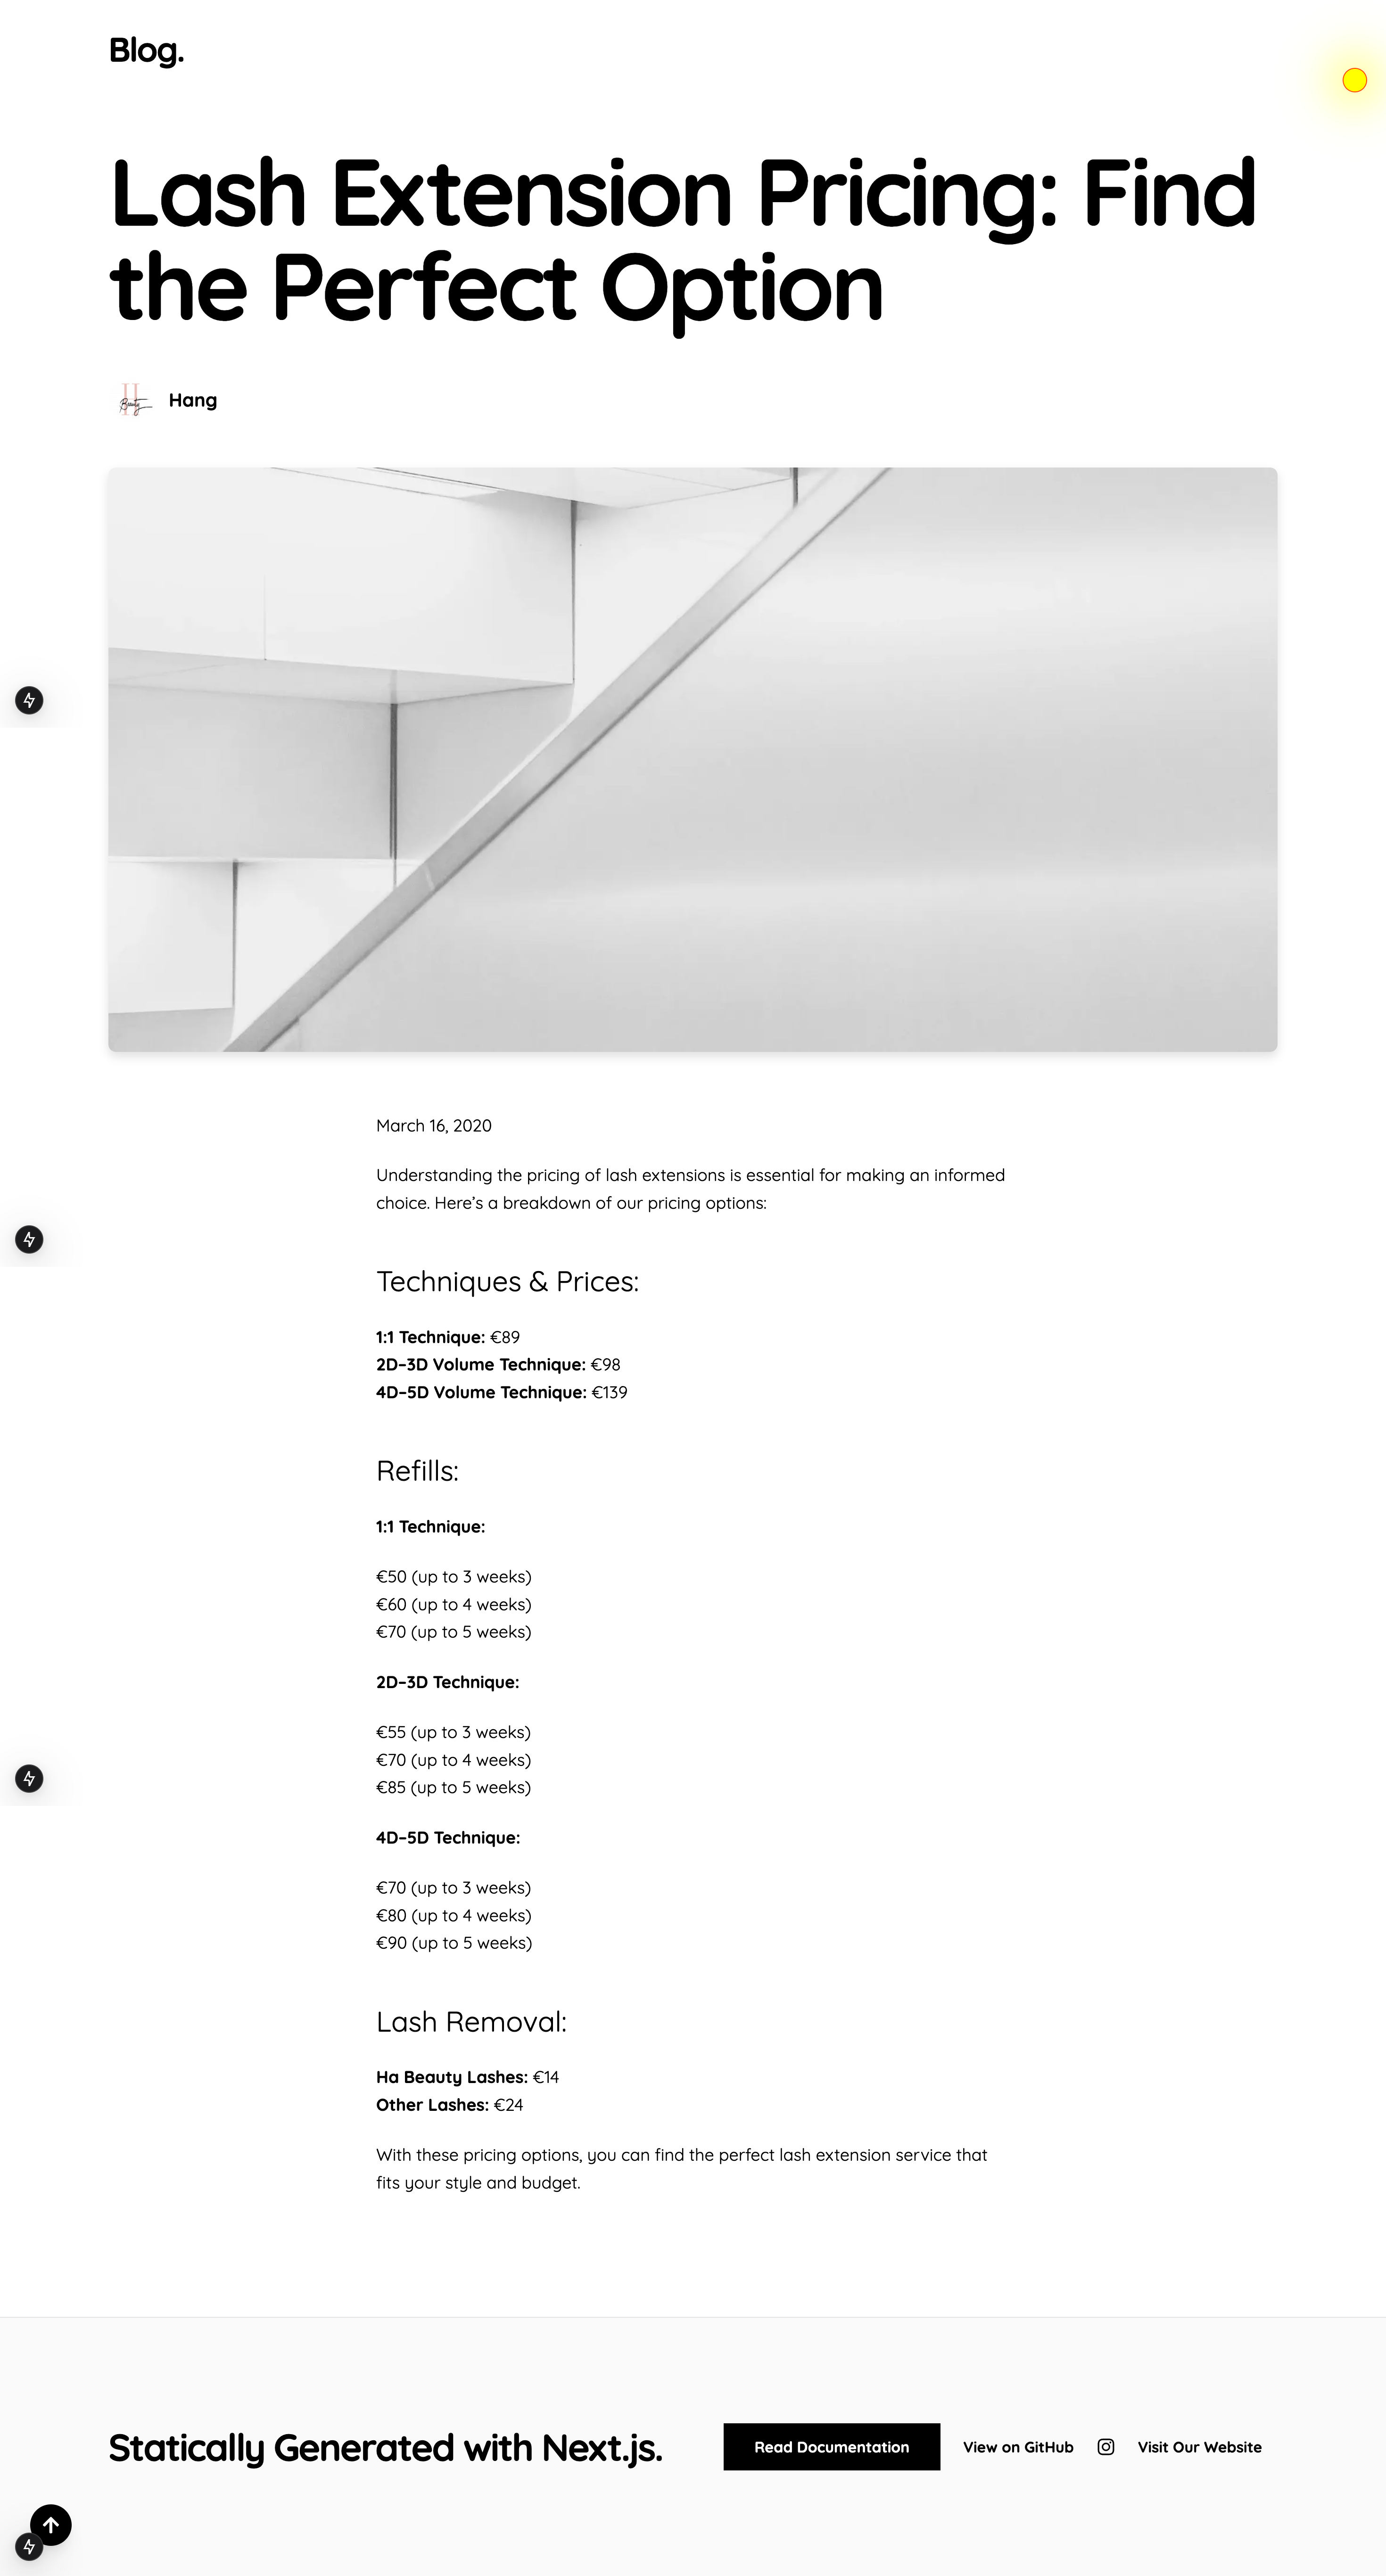 Blog.
Lash Extension Pricing: Find
the Perfect Option
Beauty
Hang
March 16, 2020
Understanding the pricing of lash extensions is essential for making an informed
choice. Here’s a breakdown of our pricing options:
Techniques & Prices:
1:1 Technique: €89
2D–3D Volume Technique: €98
4D–5D Volume Technique: €139
Refills:
1:1 Technique:
€50 (up to 3 weeks)
€60 (up to 4 weeks)
€70 (up to 5 weeks)
2D–3D Technique:
€55 (up to 3 weeks)
€70 (up to 4 weeks)
€85 (up to 5 weeks)
4D–5D Technique:
€70 (up to 3 weeks)
€80 (up to 4 weeks)
€90 (up to 5 weeks)
Lash Removal:
Ha Beauty Lashes: €14
Other Lashes: €24
With these pricing options, you can find the perfect lash extension service that
fits your style and budget.
Statically Generated with Next.js.
Read Documentation
View on GitHub
Visit Our Website